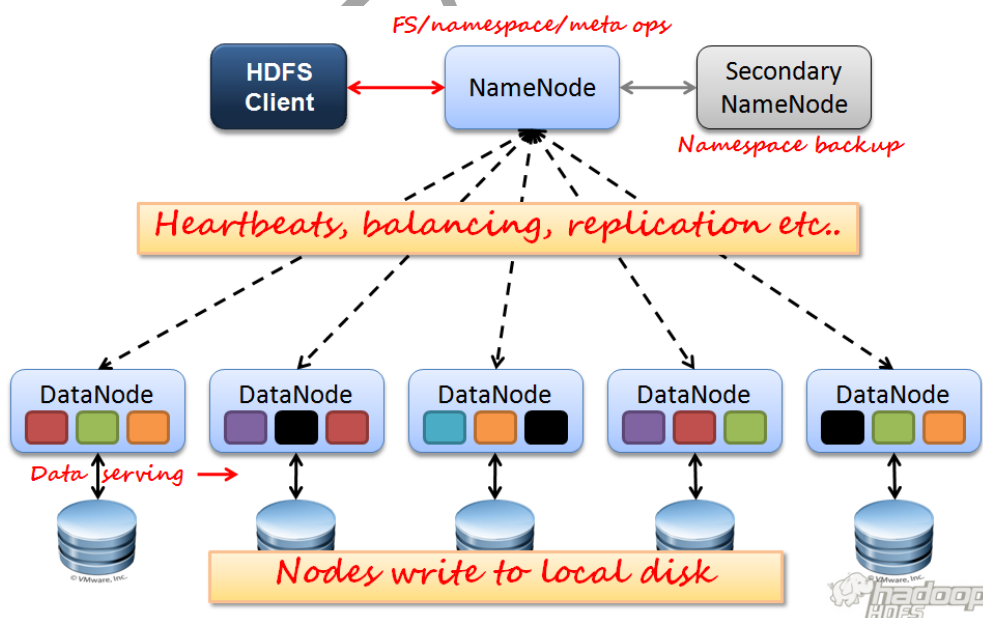 FS/namespace/meta ops
HDFS
Client
NameNode
Secondary
NameNode
Namespace backup
Heartbeats, balancing, replication etc..
DataNode
DataNode
DataNode
DataNode
DataNode
Data serving
© VMware, Inc.
© VMware, Inc.
Nodes write to local disk
hadoop
HDFS